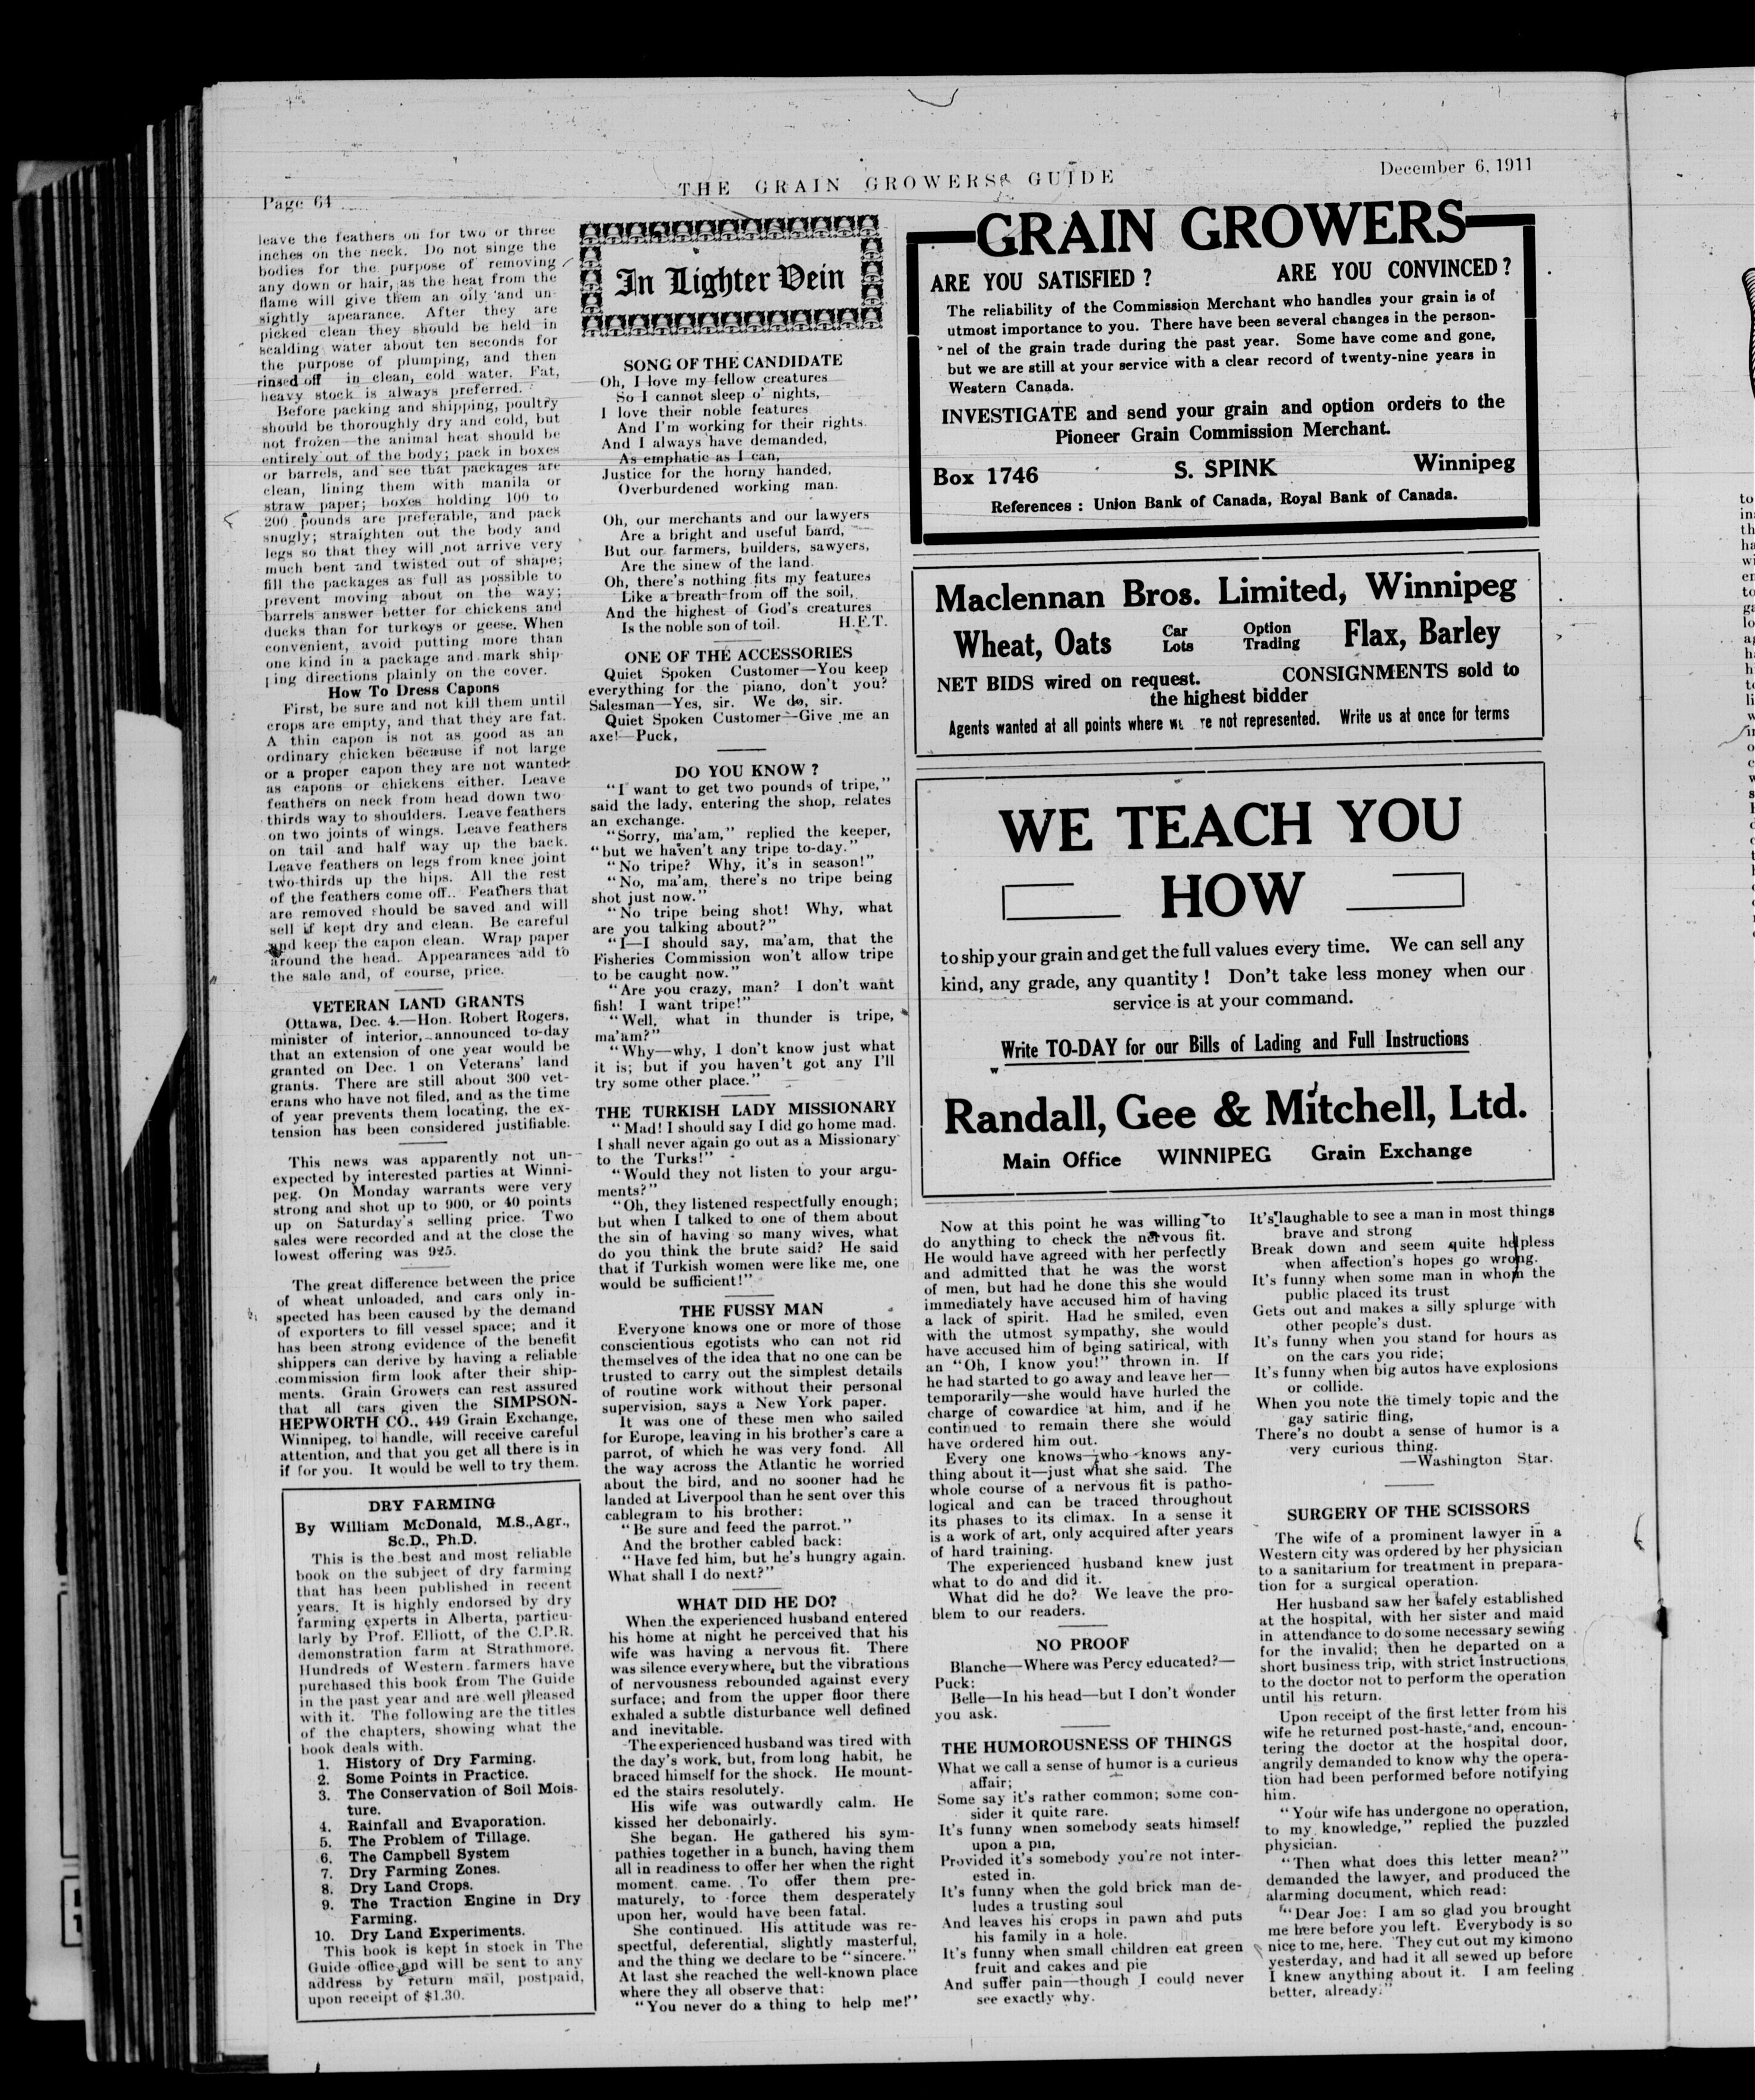 Page 64
THE GRAIN GROWERS' GUIDE
December 6, 1911
leave the feathers on for two or three
inches on the neck. Do not singe the
bodies for the purpose of removing
any down or hair, as the heat from the
flame will give them an oily and un-
sightly apearance. After they are
picked clean they should be held in
scalding water about ten seconds for
the purpose of plumping, and then
rinsed off in clean, cold water. Fat,
heavy stock is always preferred.
Before packing and shipping, poultry
should be thoroughly dry and cold, but
not frozen—the animal heat should be
entirely out of the body; pack in boxes
or barrels, and see that packages are
clean, lining them with manila or
straw paper; boxes holding 100 to
200 pounds are preferable, and pack
snugly; straighten out the body and
legs so that they will not arrive very
much bent and twisted out of shape;
fill the packages as full as possible to
prevent moving about on the way;
barrels answer better for chickens and
ducks than for turkeys or geese. When
convenient, avoid putting more than
one kind in a package and mark ship-
ping directions plainly on the cover.
How To Dress Capons
First, be sure and not kill them until
crops are empty, and that they are fat.
A thin capon is not as good as an
ordinary chicken because if not large
or a proper capon they are not wanted
as capons or chickens either. Leave
feathers on neck from head down two
thirds way to shoulders. Leave feathers
on two joints of wings. Leave feathers
on tail and half way up the back.
Leave feathers on legs from knee joint
two-thirds up the hips. All the rest
of the feathers come off. Feathers that
are removed should be saved and will
sell if kept dry and clean. Be careful
and keep the capon clean. Wrap paper
around the head. Appearances add to
the sale and, of course, price.
VETERAN LAND GRANTS
Ottawa, Dec. 4.—Hon. Robert Rogers,
minister of interior, announced to-day
that an extension of one year would be
granted on Dec. 1 on Veterans' land
grants. There are still about 300 vet-
erans who have not filed, and as the time
of year prevents them locating, the ex-
tension has been considered justifiable.
This news was apparently not un-
expected by interested parties at Winni-
peg. On Monday warrants were very
strong and shot up to 900, or 40 points
up on Saturday's selling price. Two
sales were recorded and at the close the
lowest offering was 925.
The great difference between the price
of wheat unloaded, and cars only in-
spected has been caused by the demand
of exporters to fill vessel space; and it
has been strong evidence of the benefit
shippers can derive by having a reliable
commission firm look after their ship-
ments. Grain Growers can rest assured
that all cars given the SIMPSON-
HEPWORTH CO., 449 Grain Exchange,
Winnipeg, to handle, will receive careful
attention, and that you get all there is in
if for you. It would be well to try them.
DRY FARMING
By William McDonald, M.S.,Agr.,
Sc.D., Ph.D.
This is the best and most reliable
book on the subject of dry farming
that has been published in recent
years. It is highly endorsed by dry
farming experts in Alberta, particu-
larly by Prof. Elliott, of the C.P.R.
demonstration farm at Strathmore.
Hundreds of Western farmers have
purchased this book from The Guide
in the past year and are well pleased
with it. The following are the titles
of the chapters, showing what the
book deals with.
1. History of Dry Farming.
2. Some Points in Practice.
3. The Conservation of Soil Mois-
ture.
4. Rainfall and Evaporation.
5. The Problem of Tillage.
6. The Campbell System
7. Dry Farming Zones.
8. Dry Land Crops.
9. The Traction Engine in Dry
Farming.
10. Dry Land Experiments.
This book is kept in stock in The
Guide office and will be sent to any
address by return mail, postpaid,
upon receipt of $1.30.
In Lighter Vein
SONG OF THE CANDIDATE
Oh, I love my fellow creatures
So I cannot sleep o' nights,
I love their noble features
And I'm working for their rights.
And I always have demanded,
As emphatic as I can,
Justice for the horny handed,
Overburdened working man.
Oh, our merchants and our lawyers
Are a bright and useful band,
But our farmers, builders, sawyers,
Are the sinew of the land.
Oh, there's nothing fits my features
Like a breath from off the soil,
And the highest of God's creatures
Is the noble son of toil. H.F.T.
ONE OF THE ACCESSORIES
Quiet Spoken Customer—You keep
everything for the piano, don't you?
Salesman—Yes, sir. We do, sir.
Quiet Spoken Customer—Give me an
axe!—Puck,
DO YOU KNOW?
"I want to get two pounds of tripe,"
said the lady, entering the shop, relates
an exchange.
"Sorry, ma'am," replied the keeper,
"but we haven't any tripe to-day."
"No tripe? Why, it's in season!"
"No, ma'am, there's no tripe being
shot just now."
"No tripe being shot! Why, what
are you talking about?"
"I—I should say, ma'am, that the
Fisheries Commission won't allow tripe
to be caught now."
"Are you crazy, man? I don't want
fish! I want tripe!"
"Well, what in thunder is tripe,
ma'am?"
"Why—why, I don't know just what
it is; but if you haven't got any I'll
try some other place."
THE TURKISH LADY MISSIONARY
"Mad! I should say I did go home mad.
I shall never again go out as a Missionary
to the Turks!"
"Would they not listen to your argu-
ments?"
"Oh, they listened respectfully enough;
but when I talked to one of them about
the sin of having so many wives, what
do you think the brute said? He said
that if Turkish women were like me, one
would be sufficient!"
THE FUSSY MAN
Everyone knows one or more of those
conscientious egotists who can not rid
themselves of the idea that no one can be
trusted to carry out the simplest details
of routine work without their personal
supervision, says a New York paper.
It was one of these men who sailed
for Europe, leaving in his brother's care a
parrot, of which he was very fond. All
the way across the Atlantic he worried
about the bird, and no sooner had he
landed at Liverpool than he sent over this
cablegram to his brother:
"Be sure and feed the parrot."
And the brother cabled back:
"Have fed him, but he's hungry again.
What shall I do next?"
WHAT DID HE DO?
When the experienced husband entered
his home at night he perceived that his
wife was having a nervous fit. There
was silence everywhere, but the vibrations
of nervousness rebounded against every
surface; and from the upper floor there
exhaled a subtle disturbance well defined
and inevitable.
The experienced husband was tired with
the day's work, but, from long habit, he
braced himself for the shock. He mount-
ed the stairs resolutely.
His wife was outwardly calm. He
kissed her debonairly.
She began. He gathered his sym-
pathies together in a bunch, having them
all in readiness to offer her when the right
moment came. To offer them pre-
maturely, to force them desperately
upon her, would have been fatal.
She continued. His attitude was re-
spectful, deferential, slightly masterful,
and the thing we declare to be "sincere."
At last she reached the well-known place
where they all observe that:
"You never do a thing to help me!"
GRAIN GROWERS
ARE YOU SATISFIED? ARE YOU CONVINCED?
The reliability of the Commission Merchant who handles your grain is of
utmost importance to you. There have been several changes in the person-
nel of the grain trade during the past year. Some have come and gone,
but we are still at your service with a clear record of twenty-nine years in
Western Canada.
INVESTIGATE and send your grain and option orders to the
Pioneer Grain Commission Merchant.
Box 1746 S. SPINK Winnipeg
References: Union Bank of Canada, Royal Bank of Canada.
Maclennan Bros. Limited, Winnipeg
Wheat, Oats Car Lots Option Trading Flax, Barley
NET BIDS wired on request. CONSIGNMENTS sold to
the highest bidder
Agents wanted at all points where we re not represented. Write us at once for terms
WE TEACH YOU
HOW
to ship your grain and get the full values every time. We can sell any
kind, any grade, any quantity! Don't take less money when our
service is at your command.
Write TO-DAY for our Bills of Lading and Full Instructions
Randall, Gee & Mitchell, Ltd.
Main Office WINNIPEG Grain Exchange
Now at this point he was willing to
do anything to check the nervous fit.
He would have agreed with her perfectly
and admitted that he was the worst
of men, but had he done this she would
immediately have accused him of having
a lack of spirit. Had he smiled, even
with the utmost sympathy, she would
have accused him of being satirical, with
an "Oh, I know you!" thrown in. If
he had started to go away and leave her—
temporarily—she would have hurled the
charge of cowardice at him, and if he
continued to remain there she would
have ordered him out.
Every one knows—who knows any-
thing about it—just what she said. The
whole course of a nervous fit is patho-
logical and can be traced throughout
its phases to its climax. In a sense it
is a work of art, only acquired after years
of hard training.
The experienced husband knew just
what to do and did it.
What did he do? We leave the pro-
blem to our readers.
NO PROOF
Blanche—Where was Percy educated?—
Puck:
Belle—In his head—but I don't wonder
you ask.
THE HUMOROUSNESS OF THINGS
What we call a sense of humor is a curious
affair;
Some say it's rather common; some con-
sider it quite rare.
It's funny when somebody seats himself
upon a pin,
Provided it's somebody you're not inter-
ested in.
It's funny when the gold brick man de-
ludes a trusting soul
And leaves his crops in pawn and puts
his family in a hole.
It's funny when small children eat green
fruit and cakes and pie
And suffer pain—though I could never
see exactly why.
It's laughable to see a man in most things
brave and strong
Break down and seem quite helpless
when affection's hopes go wrong.
It's funny when some man in whom the
public placed its trust
Gets out and makes a silly splurge with
other people's dust.
It's funny when you stand for hours as
on the cars you ride;
It's funny when big autos have explosions
or collide.
When you note the timely topic and the
gay satiric fling,
There's no doubt a sense of humor is a
very curious thing.
—Washington Star.
SURGERY OF THE SCISSORS
The wife of a prominent lawyer in a
Western city was ordered by her physician
to a sanitarium for treatment in prepara-
tion for a surgical operation.
Her husband saw her safely established
at the hospital, with her sister and maid
in attendance to do some necessary sewing
for the invalid; then he departed on a
short business trip, with strict instructions
to the doctor not to perform the operation
until his return.
Upon receipt of the first letter from his
wife he returned post-haste, and, encoun-
tering the doctor at the hospital door,
angrily demanded to know why the opera-
tion had been performed before notifying
him.
"Your wife has undergone no operation,
to my knowledge," replied the puzzled
physician.
"Then what does this letter mean?"
demanded the lawyer, and produced the
alarming document, which read:
"Dear Joe: I am so glad you brought
me here before you left. Everybody is so
nice to me, here. They cut out my kimono
yesterday, and had it all sewed up before
I knew anything about it. I am feeling
better, already."